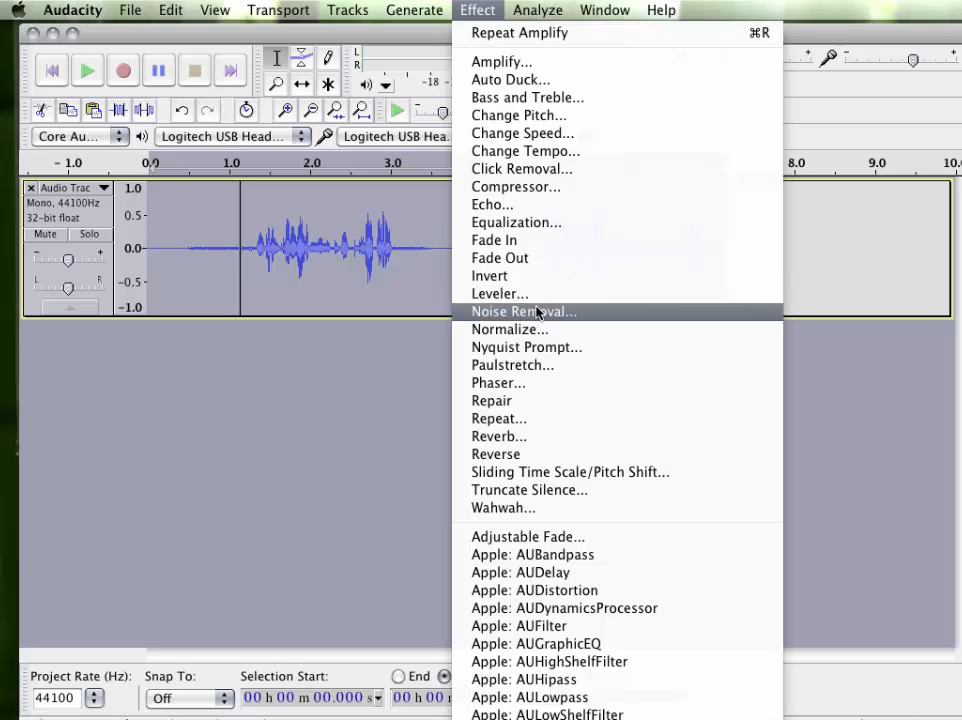 Audacity File Edit View Transport Tracks Generate Effect Analyze Window Help
Repeat Amplify ⌘R
Amplify...
Auto Duck...
Bass and Treble...
Change Pitch...
Change Speed...
Change Tempo...
Click Removal...
Compressor...
Echo...
Equalization...
Fade In
Fade Out
Invert
Leveler...
Noise Removal...
Normalize...
Nyquist Prompt...
Paulstretch...
Phaser...
Repair
Repeat...
Reverb...
Reverse
Sliding Time Scale/Pitch Shift...
Truncate Silence...
Wahwah...
Adjustable Fade...
Apple: AUBandpass
Apple: AUDelay
Apple: AUDistortion
Apple: AUDynamicsProcessor
Apple: AUFilter
Apple: AUGraphicEQ
Apple: AUHighShelfFilter
Apple: AUHipass
Apple: AULowpass
Apple: AULowShelfFilter
L
R
-18
- +
- +
Core Au... Logitech USB Head... Logitech USB Hea...
- 1.0 0.0 1.0 2.0 3.0 8.0 9.0 10.
Audio Trac 1.0
Mono, 44100Hz
32-bit float 0.5-
Mute Solo
- + 0.0-
L R -0.5-
-1.0
Project Rate (Hz): Snap To: Selection Start: End
44100 Off 00 h 00 m 00.000 s 00 h 00 m